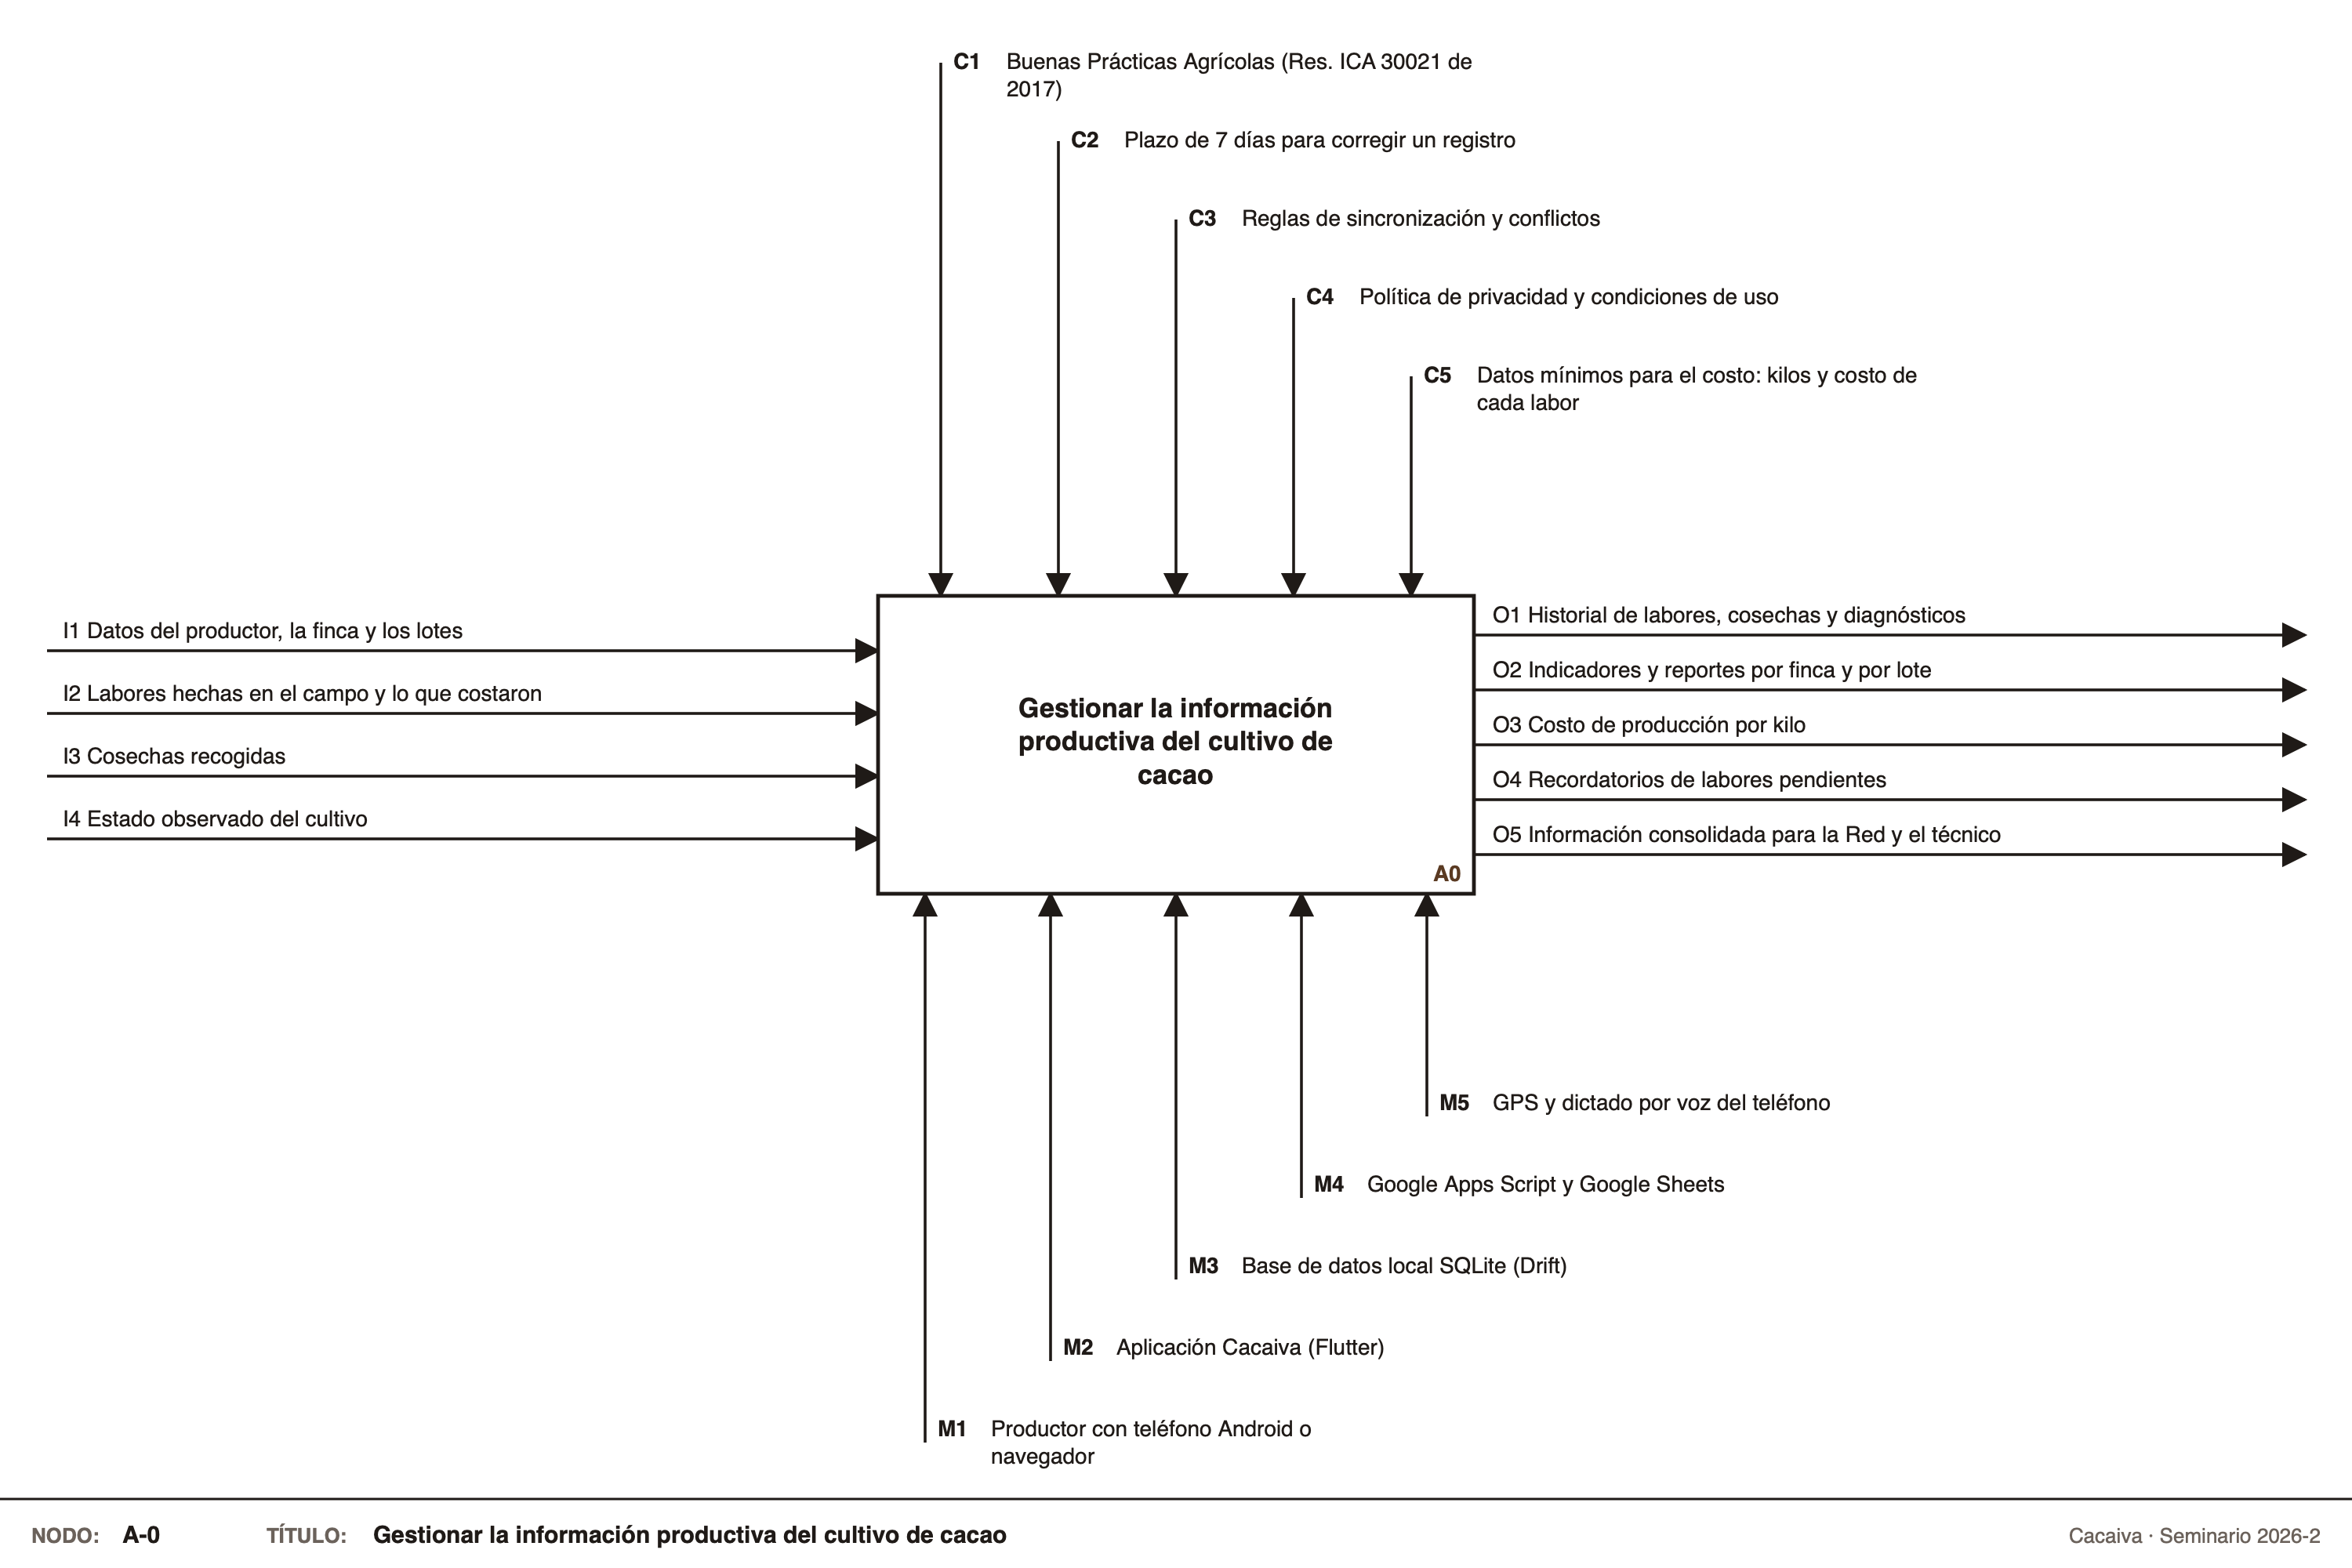 C1 Buenas Prácticas Agrícolas (Res. ICA 30021 de
2017)
C2 Plazo de 7 días para corregir un registro
C3 Reglas de sincronización y conflictos
C4 Política de privacidad y condiciones de uso
C5 Datos mínimos para el costo: kilos y costo de
cada labor
I1 Datos del productor, la finca y los lotes
I2 Labores hechas en el campo y lo que costaron
I3 Cosechas recogidas
I4 Estado observado del cultivo
Gestionar la información
productiva del cultivo de
cacao
A0
O1 Historial de labores, cosechas y diagnósticos
O2 Indicadores y reportes por finca y por lote
O3 Costo de producción por kilo
O4 Recordatorios de labores pendientes
O5 Información consolidada para la Red y el técnico
M5 GPS y dictado por voz del teléfono
M4 Google Apps Script y Google Sheets
M3 Base de datos local SQLite (Drift)
M2 Aplicación Cacaiva (Flutter)
M1 Productor con teléfono Android o
navegador
NODO: A-0 TÍTULO: Gestionar la información productiva del cultivo de cacao Cacaiva · Seminario 2026-2